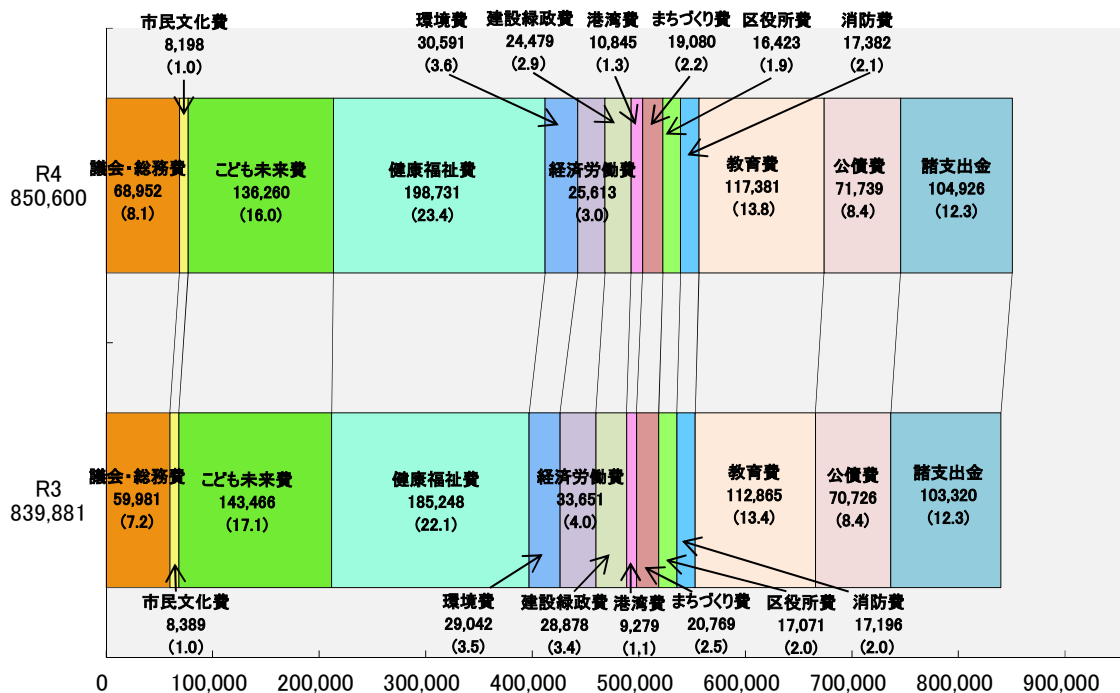 市民文化費
8,198
(1.0)
環境費
30,591
(3.6)
建設緑政費
24,479
(2.9)
港湾費
10,845
(1.3)
まちづくり費
19,080
(2.2)
区役所費
16,423
(1.9)
消防費
17,382
(2.1)
R4
850,600
議会・総務費
68,952
(8.1)
こども未来費
136,260
(16.0)
健康福祉費
198,731
(23.4)
経済労働費
25,613
(3.0)
教育費
117,381
(13.8)
公債費
71,739
(8.4)
諸支出金
104,926
(12.3)
R3
839,881
議会・総務費
59,981
(7.2)
こども未来費
143,466
(17.1)
健康福祉費
185,248
(22.1)
経済労働費
33,651
(4.0)
教育費
112,865
(13.4)
公債費
70,726
(8.4)
諸支出金
103,320
(12.3)
市民文化費
8,389
(1.0)
環境費
29,042
(3.5)
建設緑政費
28,878
(3.4)
港湾費
9,279
(1.1)
まちづくり費
20,769
(2.5)
区役所費
17,071
(2.0)
消防費
17,196
(2.0)
0 100,000 200,000 300,000 400,000 500,000 600,000 700,000 800,000 900,000